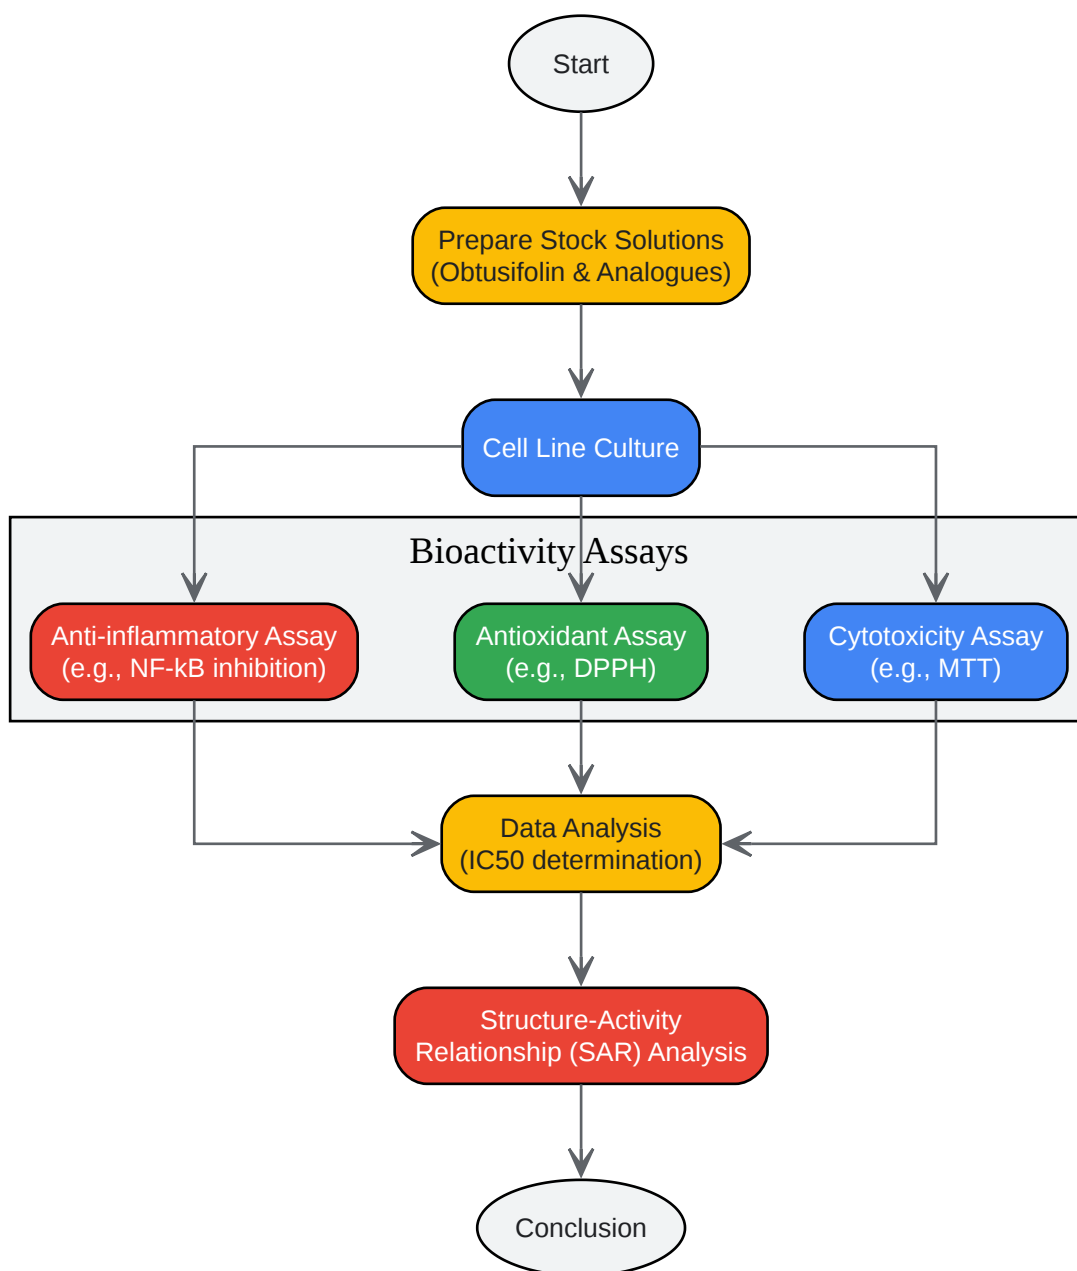 Start
Prepare Stock Solutions
(Obtusifolin & Analogues)
Cell Line Culture
Bioactivity Assays
Anti-inflammatory Assay
(e.g., NF-kB inhibition)
Antioxidant Assay
(e.g., DPPH)
Cytotoxicity Assay
(e.g., MTT)
Data Analysis
(IC50 determination)
Structure-Activity
Relationship (SAR) Analysis
Conclusion